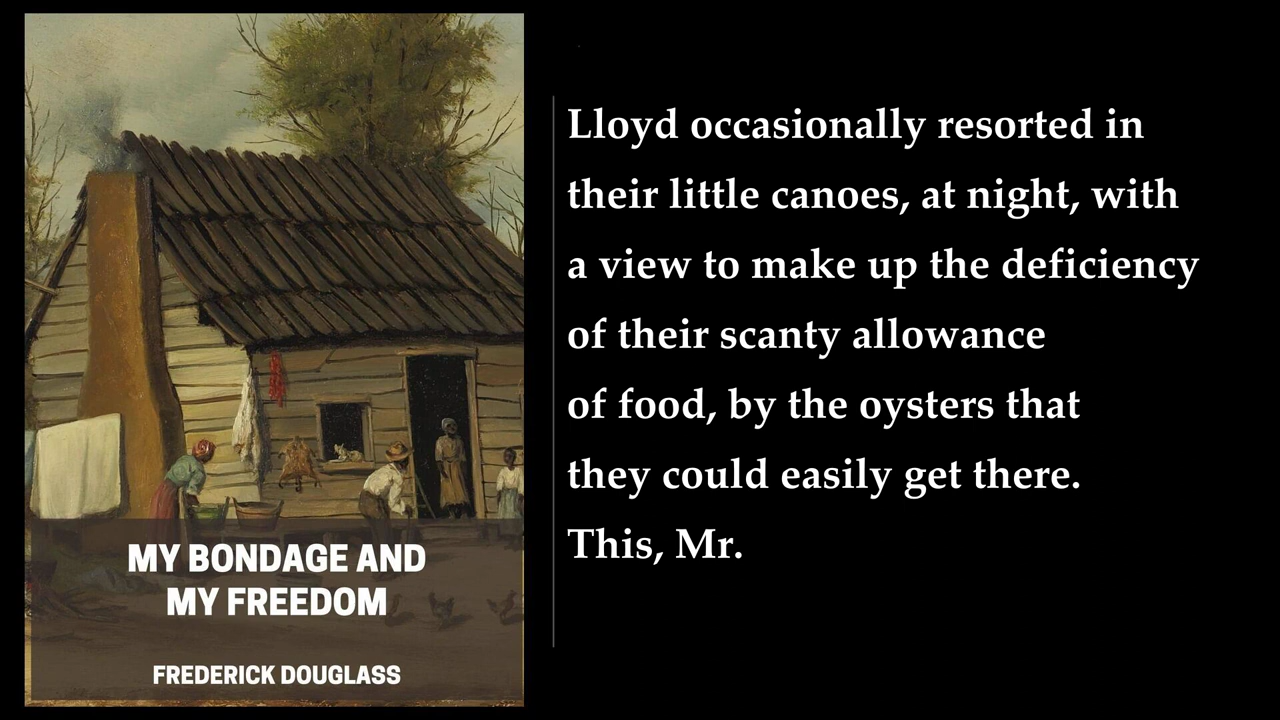 MY BONDAGE AND
MY FREEDOM
FREDERICK DOUGLASS
Lloyd occasionally resorted in
their little canoes, at night, with
a view to make up the deficiency
of their scanty allowance
of food, by the oysters that
they could easily get there.
This, Mr.